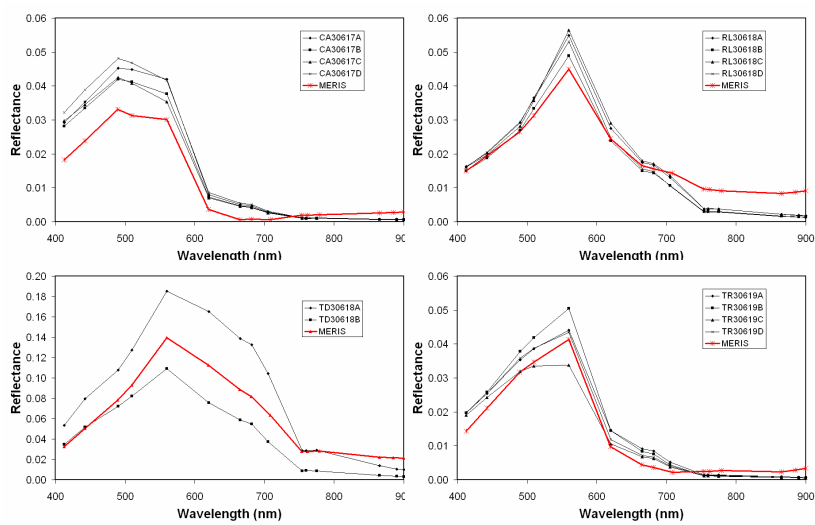 0.06
0.05
0.04
0.03
0.02
0.01
0.00
Reflectance
CA30617A
CA30617B
CA30617C
CA30617D
MERIS
400 500 600 700 800 900
Wavelength (nm)
0.06
0.05
0.04
0.03
0.02
0.01
0.00
Reflectance
RL30618A
RL30618B
RL30618C
RL30618D
MERIS
400 500 600 700 800 900
Wavelength (nm)
0.20
0.18
0.16
0.14
0.12
0.10
0.08
0.06
0.04
0.02
0.00
Reflectance
TD30618A
TD30618B
MERIS
400 500 600 700 800 900
Wavelength (nm)
0.06
0.05
0.04
0.03
0.02
0.01
0.00
Reflectance
TR30619A
TR30619B
TR30619C
TR30619D
MERIS
400 500 600 700 800 900
Wavelength (nm)